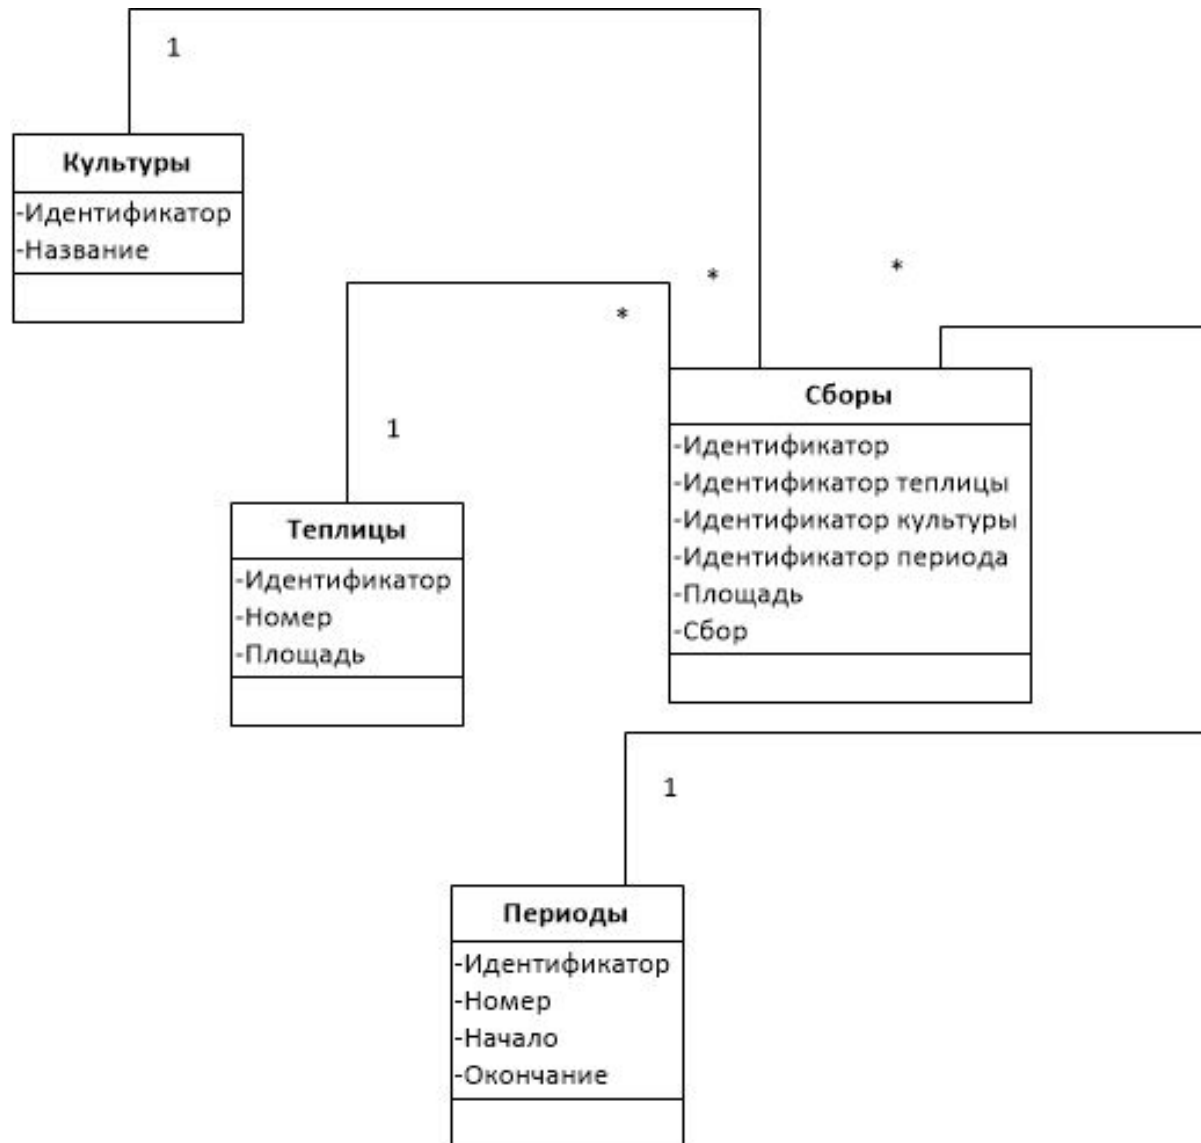 1
Культуры
-Идентификатор
-Название
*
*
*
1
Сборы
-Идентификатор
-Идентификатор теплицы
-Идентификатор культуры
-Идентификатор периода
-Площадь
-Сбор
Теплицы
-Идентификатор
-Номер
-Площадь
1
Периоды
-Идентификатор
-Номер
-Начало
-Окончание